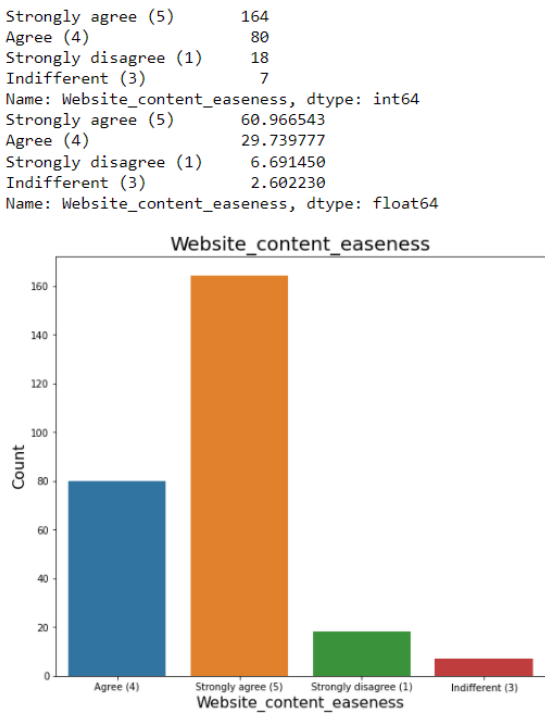 Strongly agree (5) 164
Agree (4) 80
Strongly disagree (1) 18
Indifferent (3) 7
Name: Website_content_easeness, dtype: int64
Strongly agree (5) 60.966543
Agree (4) 29.739777
Strongly disagree (1) 6.691450
Indifferent (3) 2.602230
Name: Website_content_easeness, dtype: float64
Website_content_easeness
160
140
120
100
80
60
40
20
0
Count
Agree (4) Strongly agree (5) Strongly disagree (1) Indifferent (3)
Website_content_easeness